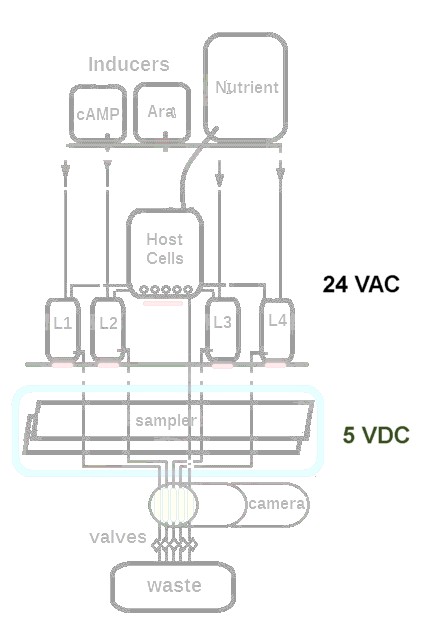 Inducers
cAMP
Ara
Nutrient
Host
Cells
24 VAC
L1
L2
L3
L4
sampler
5 VDC
camera
valves
waste